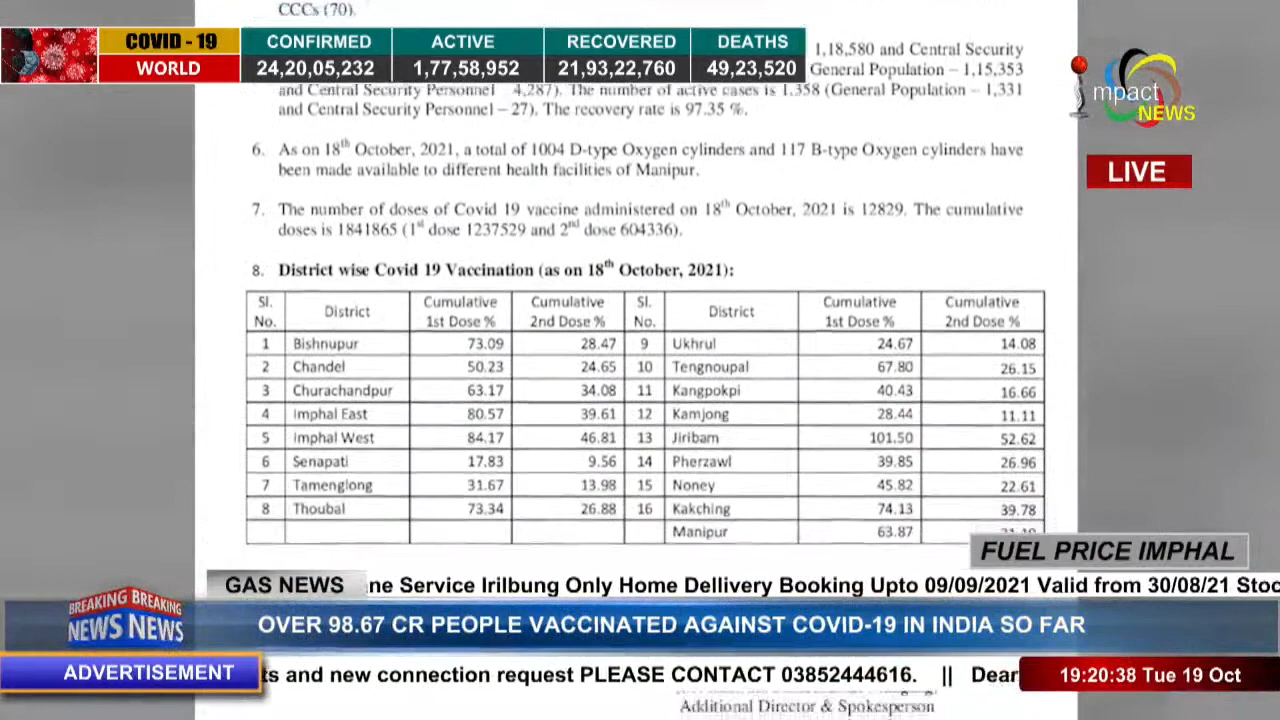 CCCs (70).
COVID - 19
WORLD
CONFIRMED ACTIVE RECOVERED DEATHS
24,20,05,232 1,77,58,952 21,93,22,760 49,23,520
1,18,580 and Central Security
General Population – 1,15,353
and Central Security Personnel 4,287). The number of active cases is 1,358 (General Population – 1,331
and Central Security Personnel – 27). The recovery rate is 97.35 %.
impact
NEWS
LIVE
6. As on 18th October, 2021, a total of 1004 D-type Oxygen cylinders and 117 B-type Oxygen cylinders have
been made available to different health facilities of Manipur.
7. The number of doses of Covid 19 vaccine administered on 18th October, 2021 is 12829. The cumulative
doses is 1841865 (1st dose 1237529 and 2nd dose 604336).
8. District wise Covid 19 Vaccination (as on 18th October, 2021):
Sl. No. District Cumulative 1st Dose % Cumulative 2nd Dose % Sl. No. District Cumulative 1st Dose % Cumulative 2nd Dose %
1 Bishnupur 73.09 28.47 9 Ukhrul 24.67 14.08
2 Chandel 50.23 24.65 10 Tengnoupal 67.80 26.15
3 Churachandpur 63.17 34.08 11 Kangpokpi 40.43 16.66
4 Imphal East 80.57 39.61 12 Kamjong 28.44 11.11
5 Imphal West 84.17 46.81 13 Jiribam 101.50 52.62
6 Senapati 17.83 9.56 14 Pherzawl 39.85 26.96
7 Tamenglong 31.67 13.98 15 Noney 45.82 22.61
8 Thoubal 73.34 26.88 16 Kakching 74.13 39.78
Manipur 63.87
FUEL PRICE IMPHAL
GAS NEWS ne Service Irilbung Only Home Dellivery Booking Upto 09/09/2021 Valid from 30/08/21 Stoc
BREAKING BREAKING
NEWS NEWS
OVER 98.67 CR PEOPLE VACCINATED AGAINST COVID-19 IN INDIA SO FAR
ADVERTISEMENT ts and new connection request PLEASE CONTACT 03852444616. || Dear
19:20:38 Tue 19 Oct
Additional Director & Spokesperson